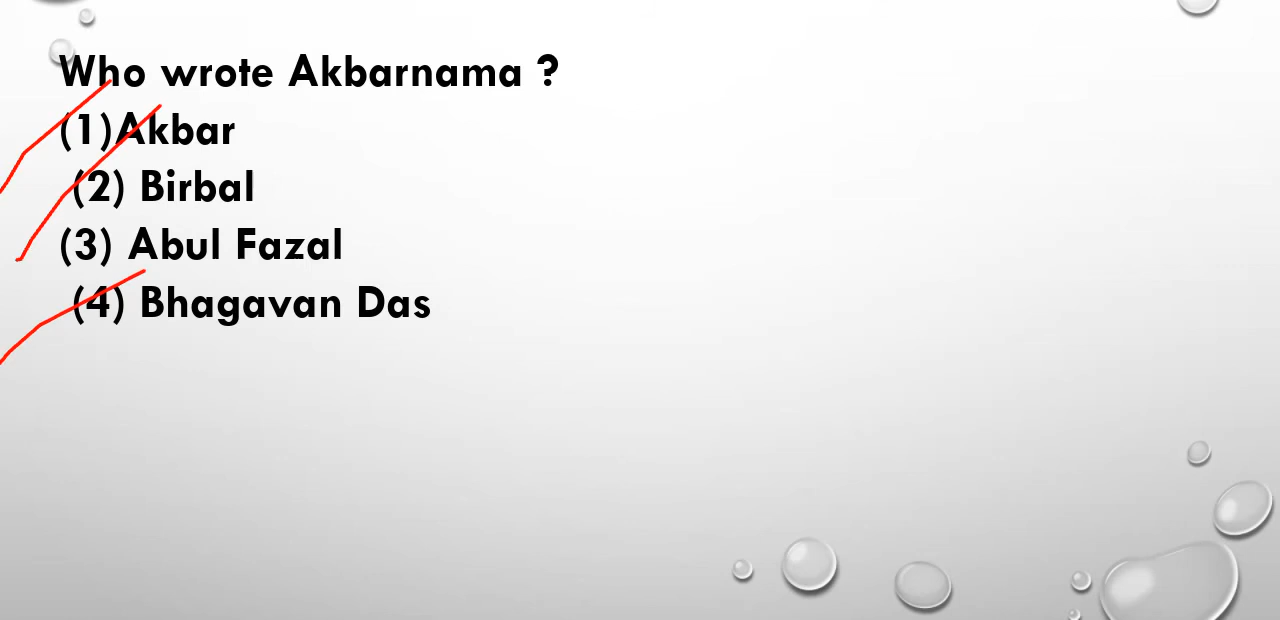 Who wrote Akbarnama ?
(1)Akbar
(2) Birbal
(3) Abul Fazal
(4) Bhagavan Das